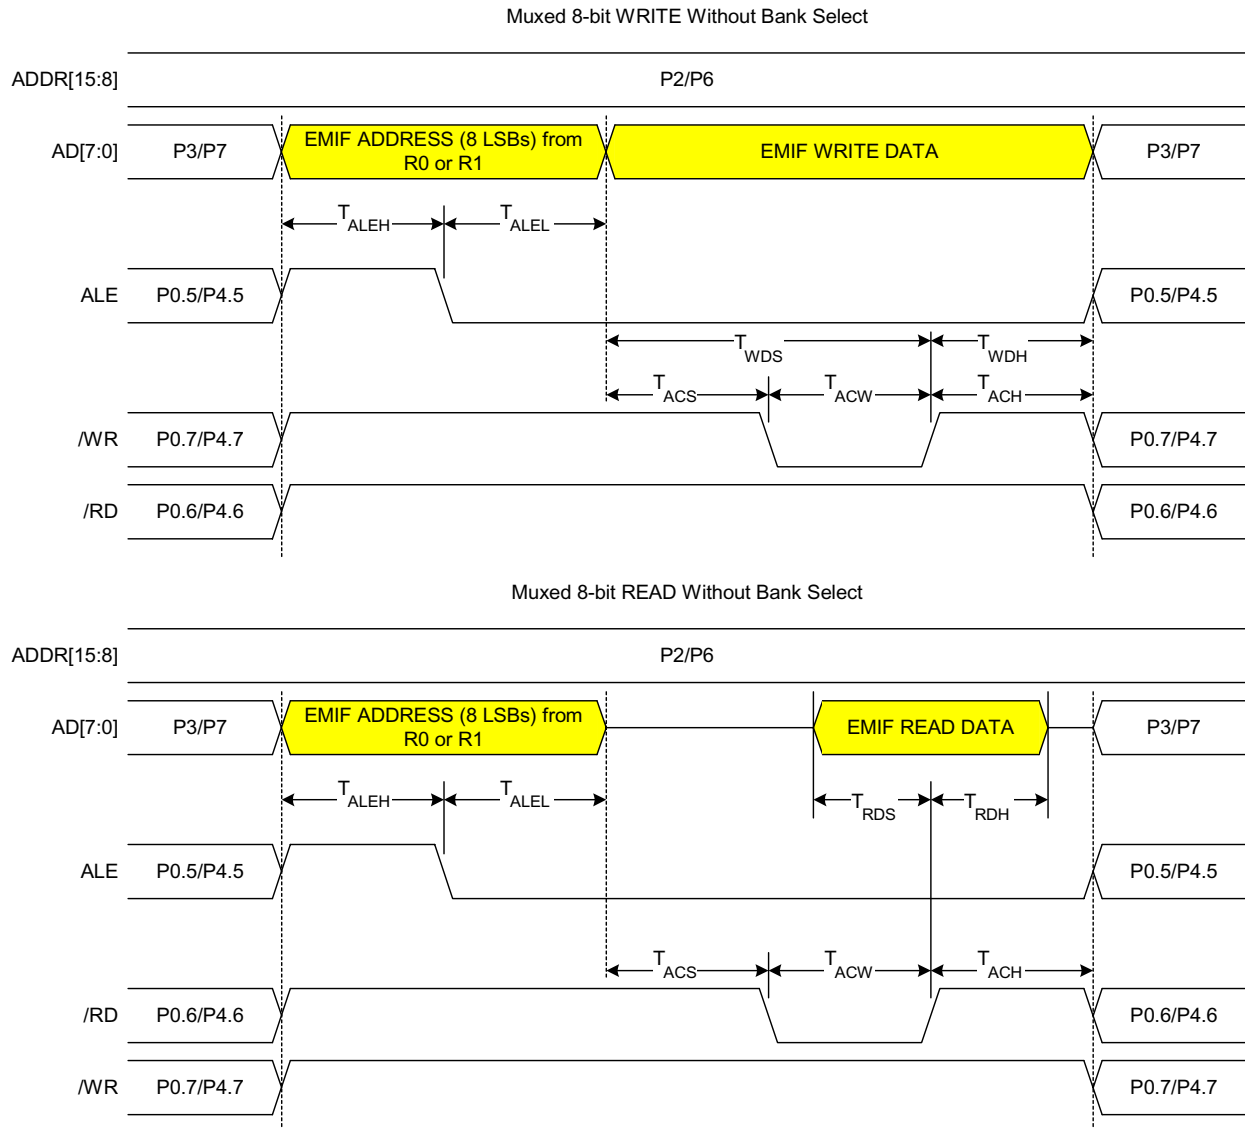 Muxed 8-bit WRITE Without Bank Select
ADDR[15:8] P2/P6
AD[7:0] P3/P7 EMIF ADDRESS (8 LSBs) from R0 or R1 EMIF WRITE DATA P3/P7
TALEH TALEL
ALE P0.5/P4.5 P0.5/P4.5
TWDS TWDH
TACS TACW TACH
/WR P0.7/P4.7 P0.7/P4.7
/RD P0.6/P4.6 P0.6/P4.6
Muxed 8-bit READ Without Bank Select
ADDR[15:8] P2/P6
AD[7:0] P3/P7 EMIF ADDRESS (8 LSBs) from R0 or R1 EMIF READ DATA P3/P7
TALEH TALEL TRDS TRDH
ALE P0.5/P4.5 P0.5/P4.5
TACS TACW TACH
/RD P0.6/P4.6 P0.6/P4.6
/WR P0.7/P4.7 P0.7/P4.7